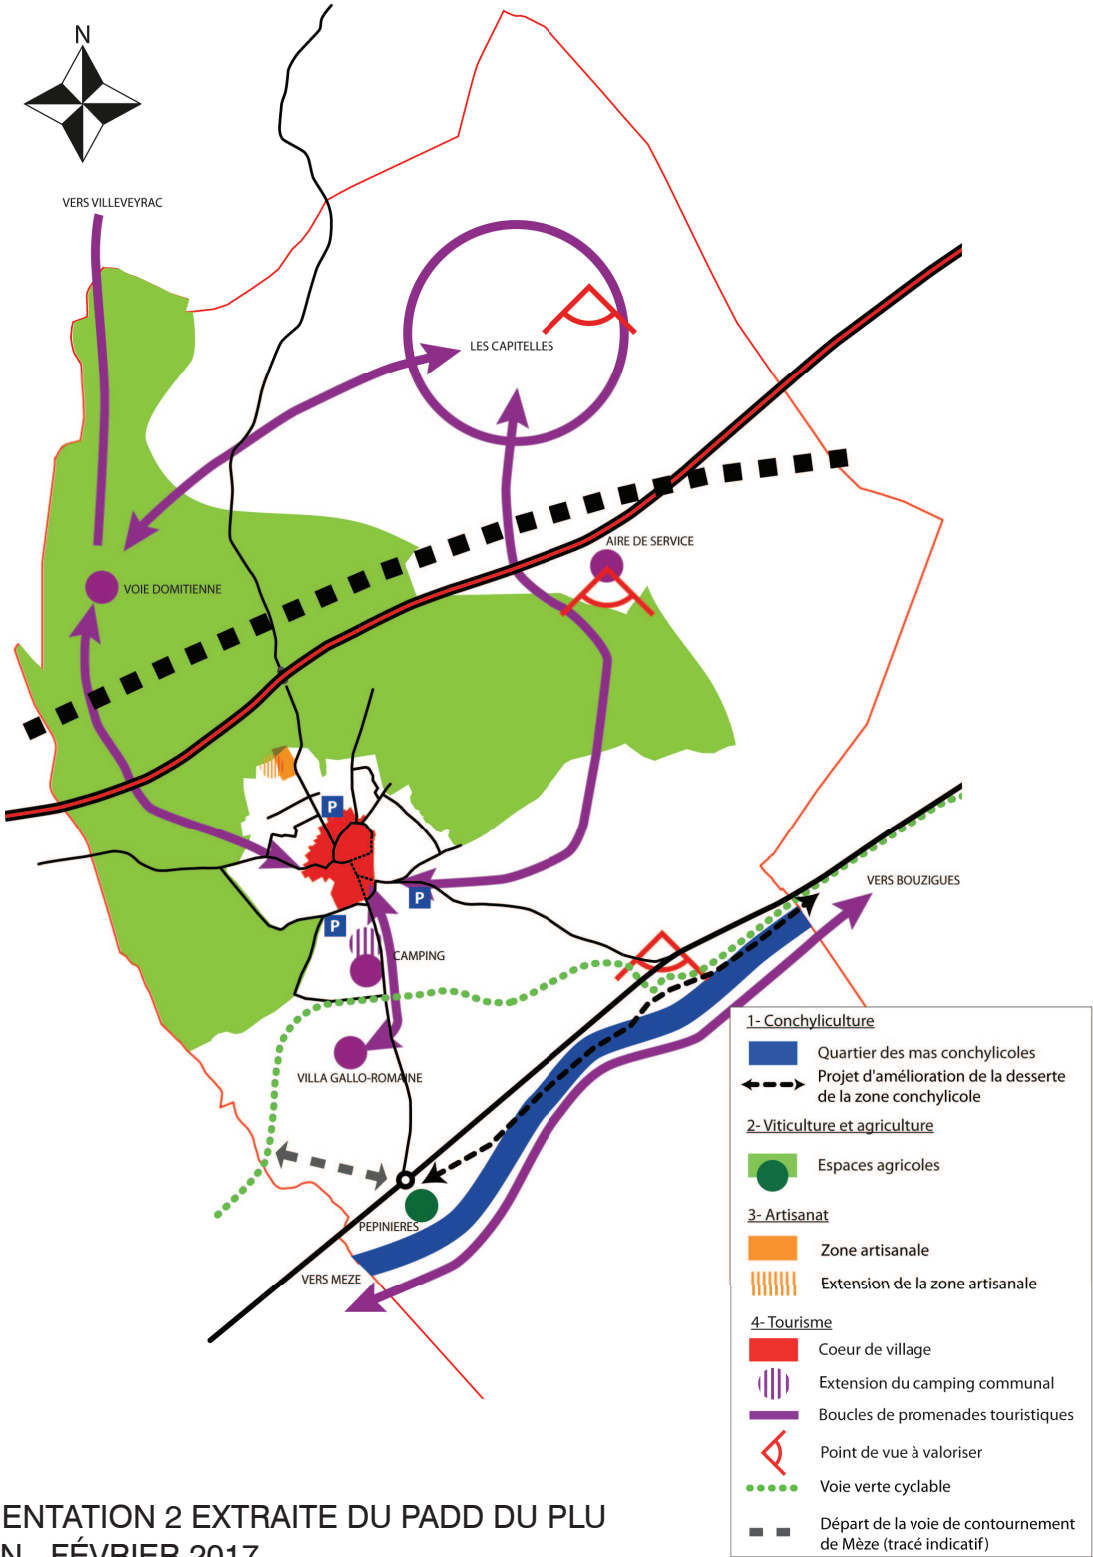 N
VERS VILLEVEYRAC
LES CAPITELLES
AIRE DE SERVICE
VOIE DOMITIENNE
P
P
P
VERS BOUZIGUES
CAMPING
VILLA GALLO-ROMAINE
PEPINIERES
VERS MEZE
1- Conchyliculture
Quartier des mas conchylicoles
Projet d'amélioration de la desserte
de la zone conchylicole
2- Viticulture et agriculture
Espaces agricoles
3- Artisanat
Zone artisanale
Extension de la zone artisanale
4- Tourisme
Coeur de village
Extension du camping communal
Boucles de promenades touristiques
Point de vue à valoriser
Voie verte cyclable
Départ de la voie de contournement
de Mèze (tracé indicatif)
ENTATION 2 EXTRAITE DU PADD DU PLU
N - FÉVRIER 2017